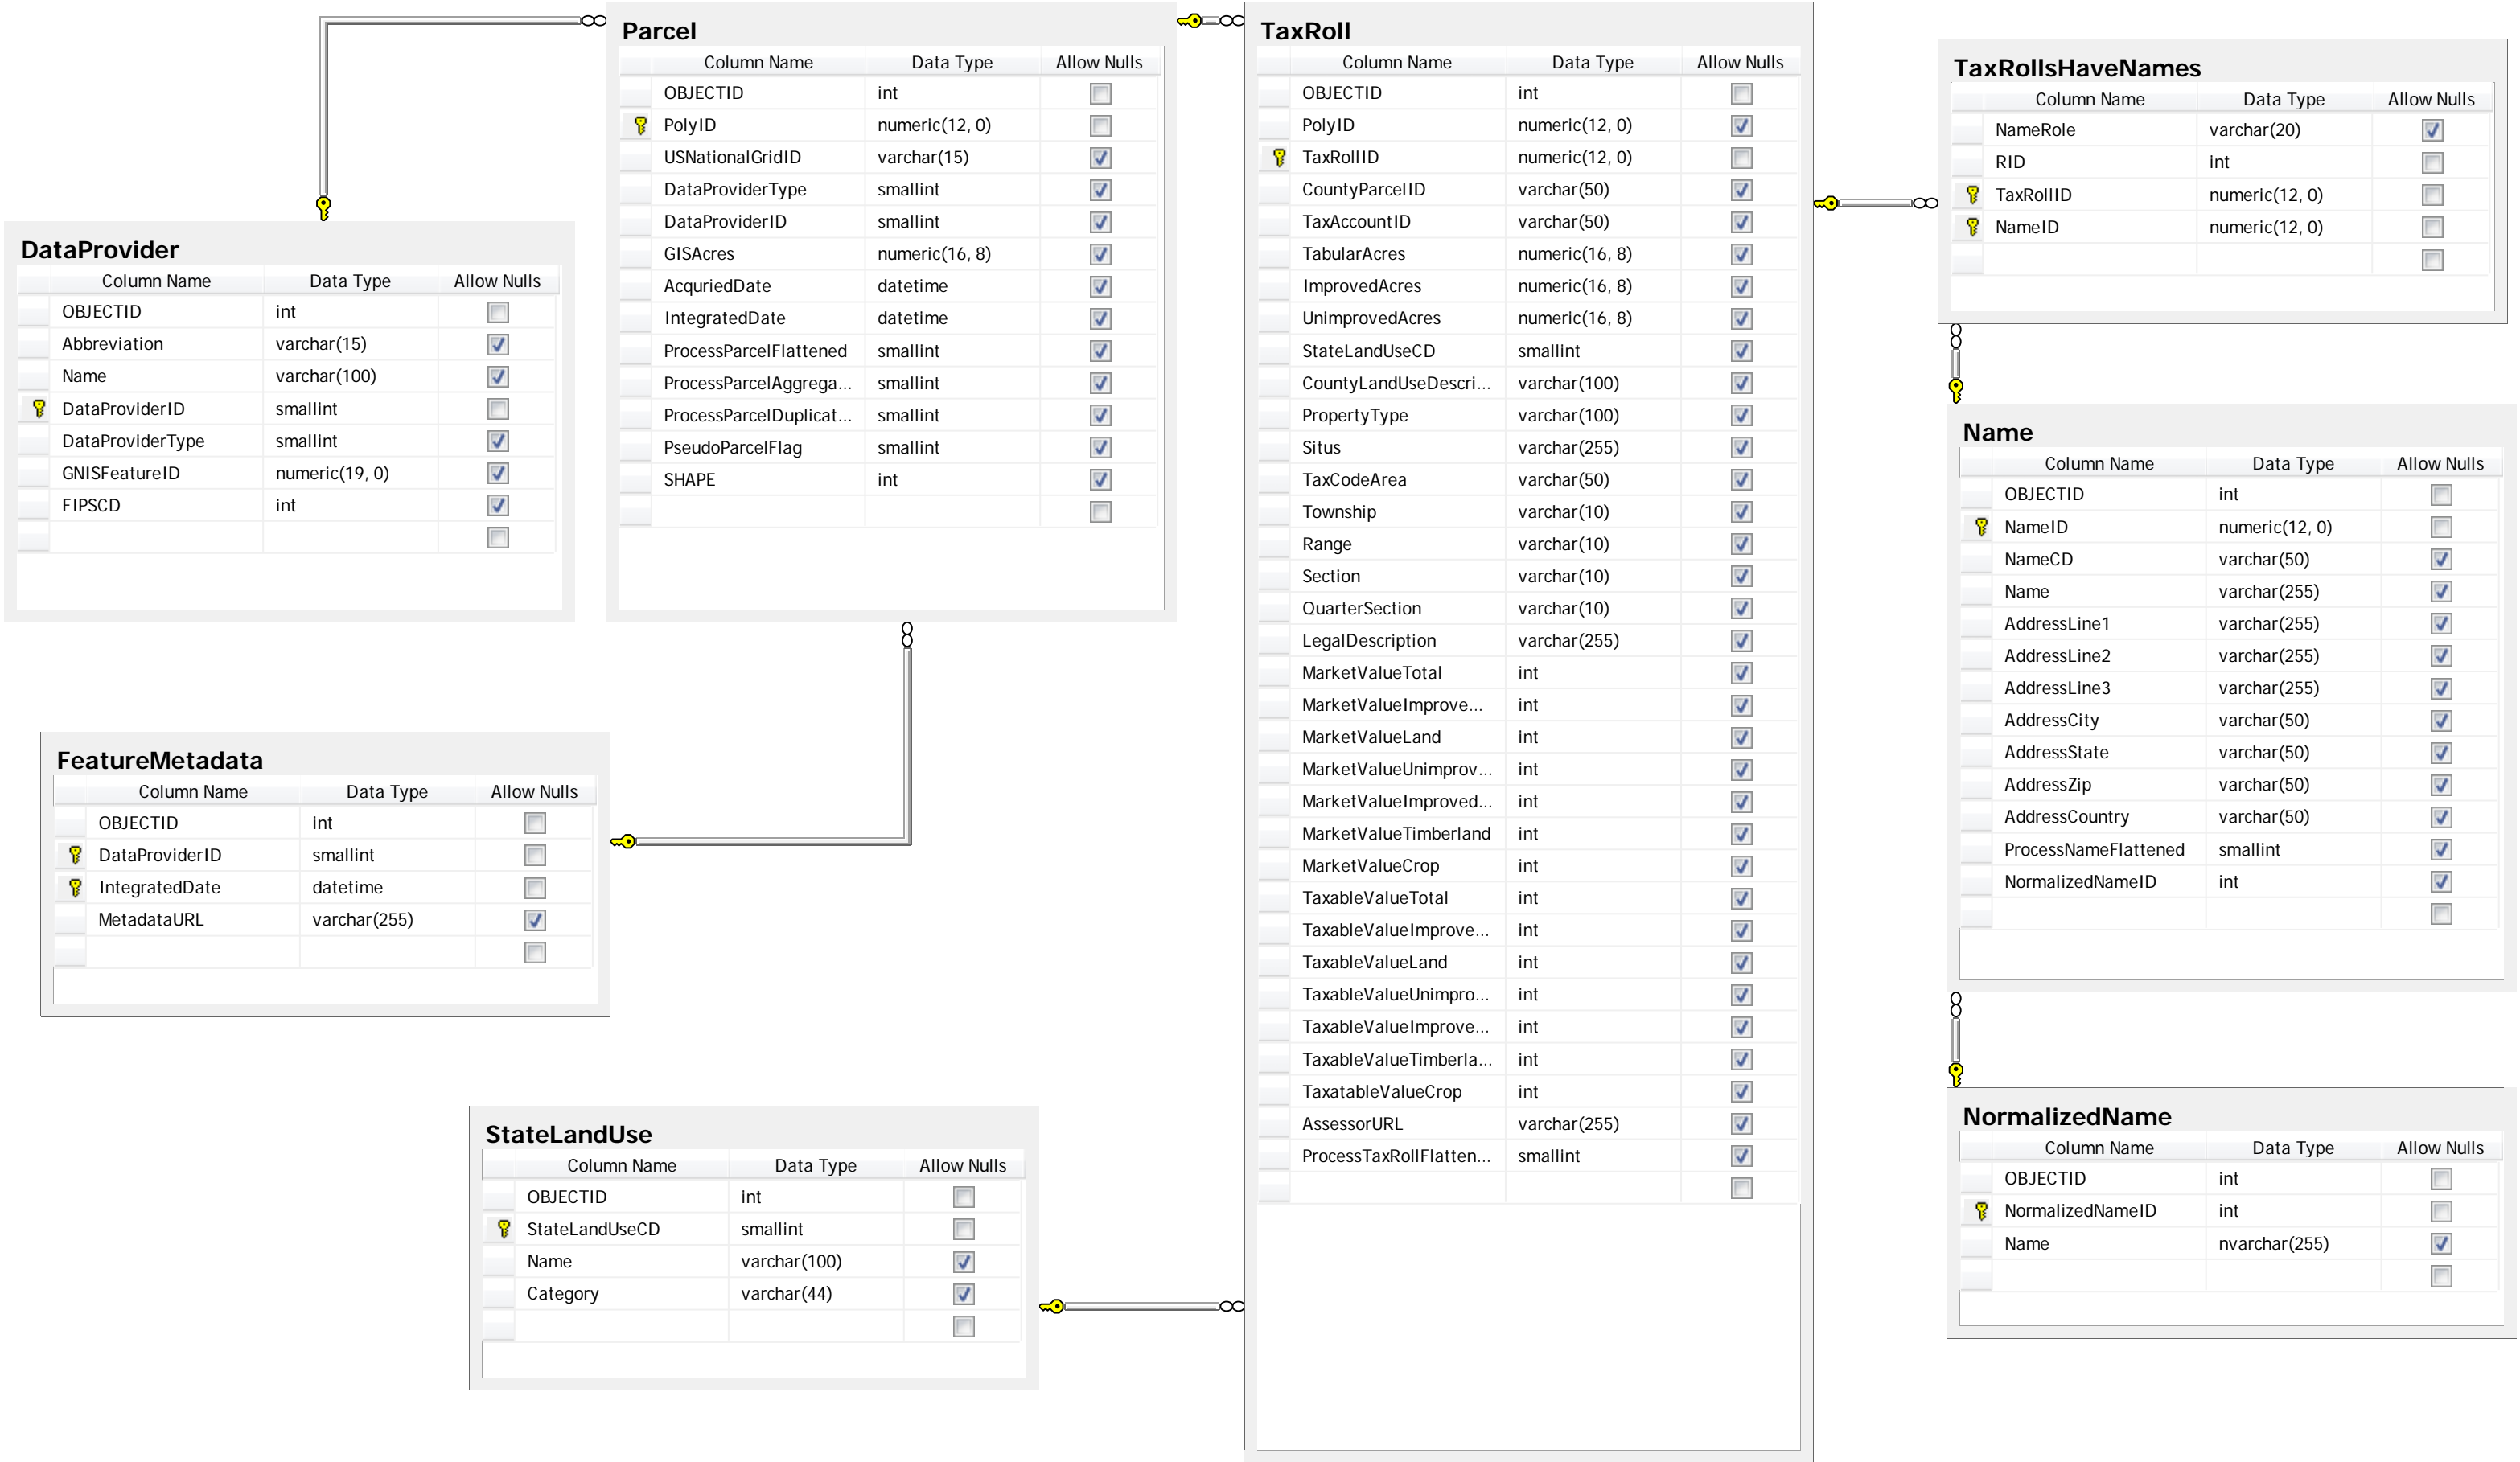 DataProvider
Column Name Data Type Allow Nulls
OBJECTID int
Abbreviation varchar(15)
Name varchar(100)
DataProviderID smallint
DataProviderType smallint
GNISFeatureID numeric(19, 0)
FIPSCD int
Parcel
Column Name Data Type Allow Nulls
OBJECTID int
PolyID numeric(12, 0)
USNationalGridID varchar(15)
DataProviderType smallint
DataProviderID smallint
GISAcres numeric(16, 8)
AcquriedDate datetime
IntegratedDate datetime
ProcessParcelFlattened smallint
ProcessParcelAggrega... smallint
ProcessParcelDuplicat... smallint
PseudoParcelFlag smallint
SHAPE int
FeatureMetadata
Column Name Data Type Allow Nulls
OBJECTID int
DataProviderID smallint
IntegratedDate datetime
MetadataURL varchar(255)
StateLandUse
Column Name Data Type Allow Nulls
OBJECTID int
StateLandUseCD smallint
Name varchar(100)
Category varchar(44)
TaxRoll
Column Name Data Type Allow Nulls
OBJECTID int
PolyID numeric(12, 0)
TaxRollID numeric(12, 0)
CountyParcelID varchar(50)
TaxAccountID varchar(50)
TabularAcres numeric(16, 8)
ImprovedAcres numeric(16, 8)
UnimprovedAcres numeric(16, 8)
StateLandUseCD smallint
CountyLandUseDescri... varchar(100)
PropertyType varchar(100)
Situs varchar(255)
TaxCodeArea varchar(50)
Township varchar(10)
Range varchar(10)
Section varchar(10)
QuarterSection varchar(10)
LegalDescription varchar(255)
MarketValueTotal int
MarketValueImprove... int
MarketValueLand int
MarketValueUnimprov... int
MarketValueImproved... int
MarketValueTimberland int
MarketValueCrop int
TaxableValueTotal int
TaxableValueImprove... int
TaxableValueLand int
TaxableValueUnimpro... int
TaxableValueImprove... int
TaxableValueTimberla... int
TaxatableValueCrop int
AssessorURL varchar(255)
ProcessTaxRollFlatten... smallint
TaxRollsHaveNames
Column Name Data Type Allow Nulls
NameRole varchar(20)
RID int
TaxRollID numeric(12, 0)
NameID numeric(12, 0)
Name
Column Name Data Type Allow Nulls
OBJECTID int
NameID numeric(12, 0)
NameCD varchar(50)
Name varchar(255)
AddressLine1 varchar(255)
AddressLine2 varchar(255)
AddressLine3 varchar(255)
AddressCity varchar(50)
AddressState varchar(50)
AddressZip varchar(50)
AddressCountry varchar(50)
ProcessNameFlattened smallint
NormalizedNameID int
NormalizedName
Column Name Data Type Allow Nulls
OBJECTID int
NormalizedNameID int
Name nvarchar(255)